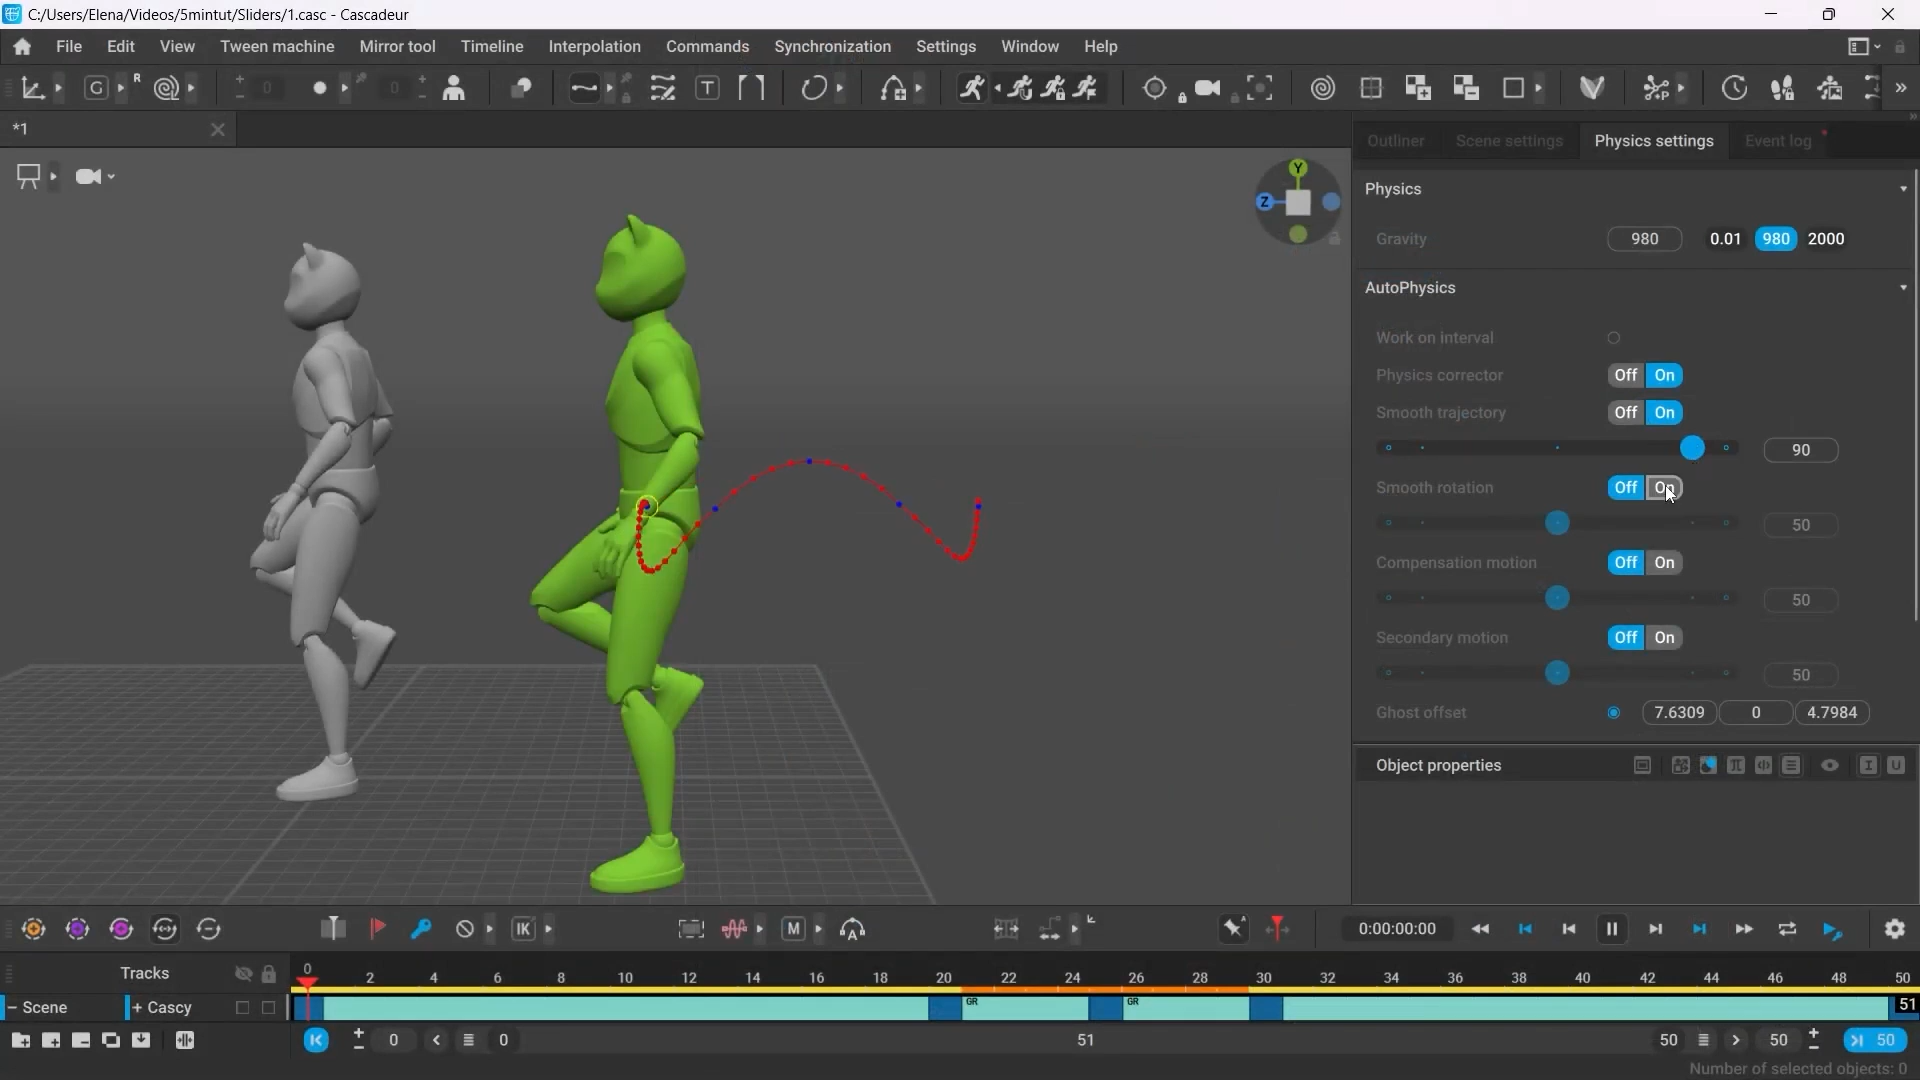 C:/Users/Elena/Videos/5mintut/Sliders/1.casc - Cascadeur
File Edit View Tween machine Mirror tool Timeline Interpolation Commands Synchronization Settings Window Help
G R 0 0 T P
*1
Outliner Scene settings Physics settings Event log
Y
Z
Physics
Gravity 980 0.01 980 2000
AutoPhysics
Work on interval
Physics corrector Off On
Smooth trajectory Off On
90
Smooth rotation Off On
50
Compensation motion Off On
50
Secondary motion Off On
50
Ghost offset 7.6309 0 4.7984
Object properties I U
IK M A 0:00:00:00
Tracks 0 2 4 6 8 10 12 14 16 18 20 22 24 26 28 30 32 34 36 38 40 42 44 46 48 50
Scene + Cascy GR GR 51
0 0 51 50 50 50
Number of selected objects: 0